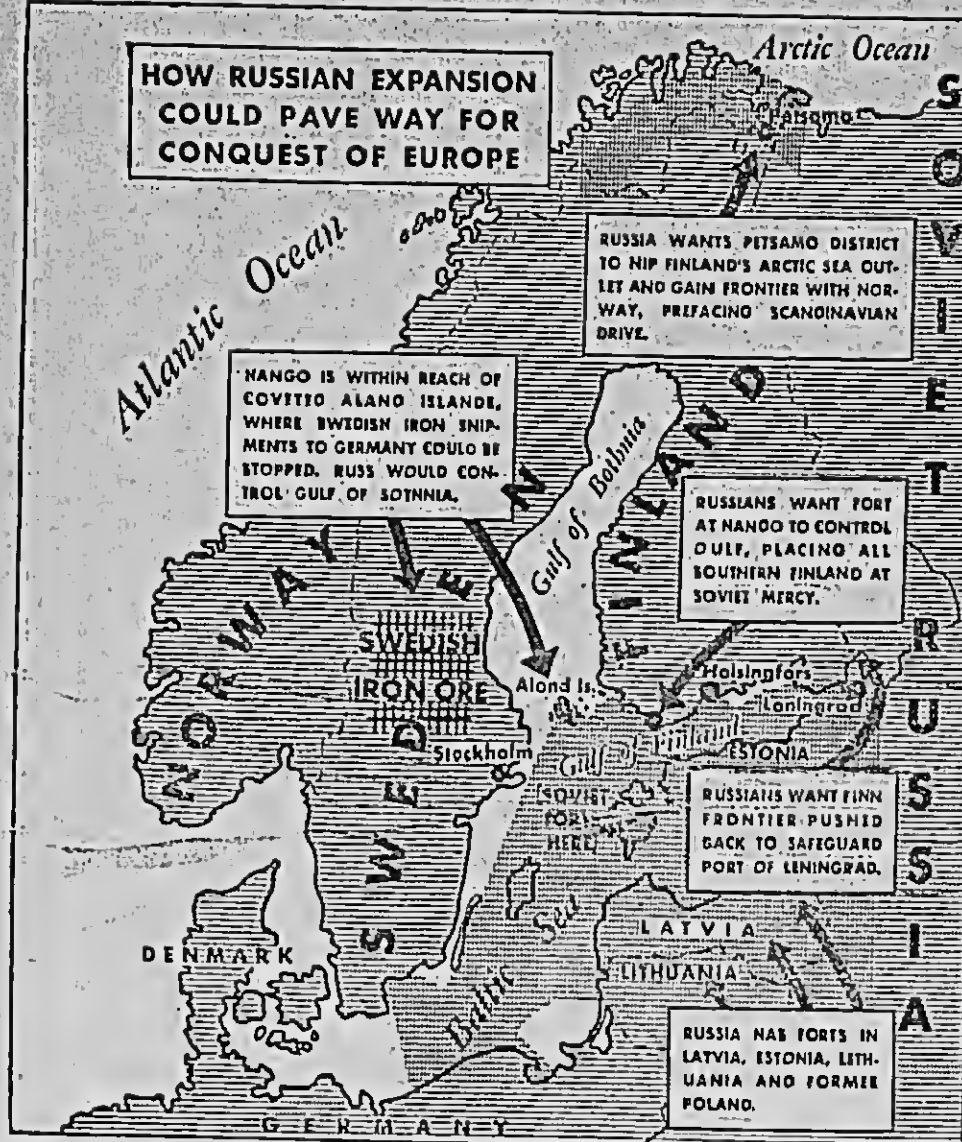 HOW RUSSIAN EXPANSION
COULD PAVE WAY FOR
CONQUEST OF EUROPE
Arctic Ocean
Petsamo
Atlantic Ocean
RUSSIA WANTS PETSAMO DISTRICT
TO NIP FINLAND'S ARCTIC SEA OUT-
LET AND GAIN FRONTIER WITH NOR-
WAY, PREFACING SCANDINAVIAN
DRIVE.
HANGO IS WITHIN REACH OF
COVETED ALAND ISLANDS,
WHERE SWEDISH IRON SHIP-
MENTS TO GERMANY COULD BE
STOPPED. RUSS WOULD CON-
TROL GULF OF BOTHNIA.
Gulf of Bothnia
FINLAND
RUSSIANS WANT FORT
AT HANGO TO CONTROL
GULF, PLACING ALL
SOUTHERN FINLAND AT
SOVIET MERCY.
NORWAY
SWEDEN
SWEDISH
IRON ORE
Stockholm
Aland Is.
Helsingfors
Leningrad
Gulf of Finland
ESTONIA
SOVIET
FORT
HERE
RUSSIANS WANT FINN
FRONTIER PUSHED
BACK TO SAFEGUARD
PORT OF LENINGRAD.
SOVIET RUSSIA
DENMARK
Baltic Sea
LATVIA
LITHUANIA
RUSSIA HAS FORTS IN
LATVIA, ESTONIA, LITH-
UANIA AND FORMER
POLAND.
GERMANY